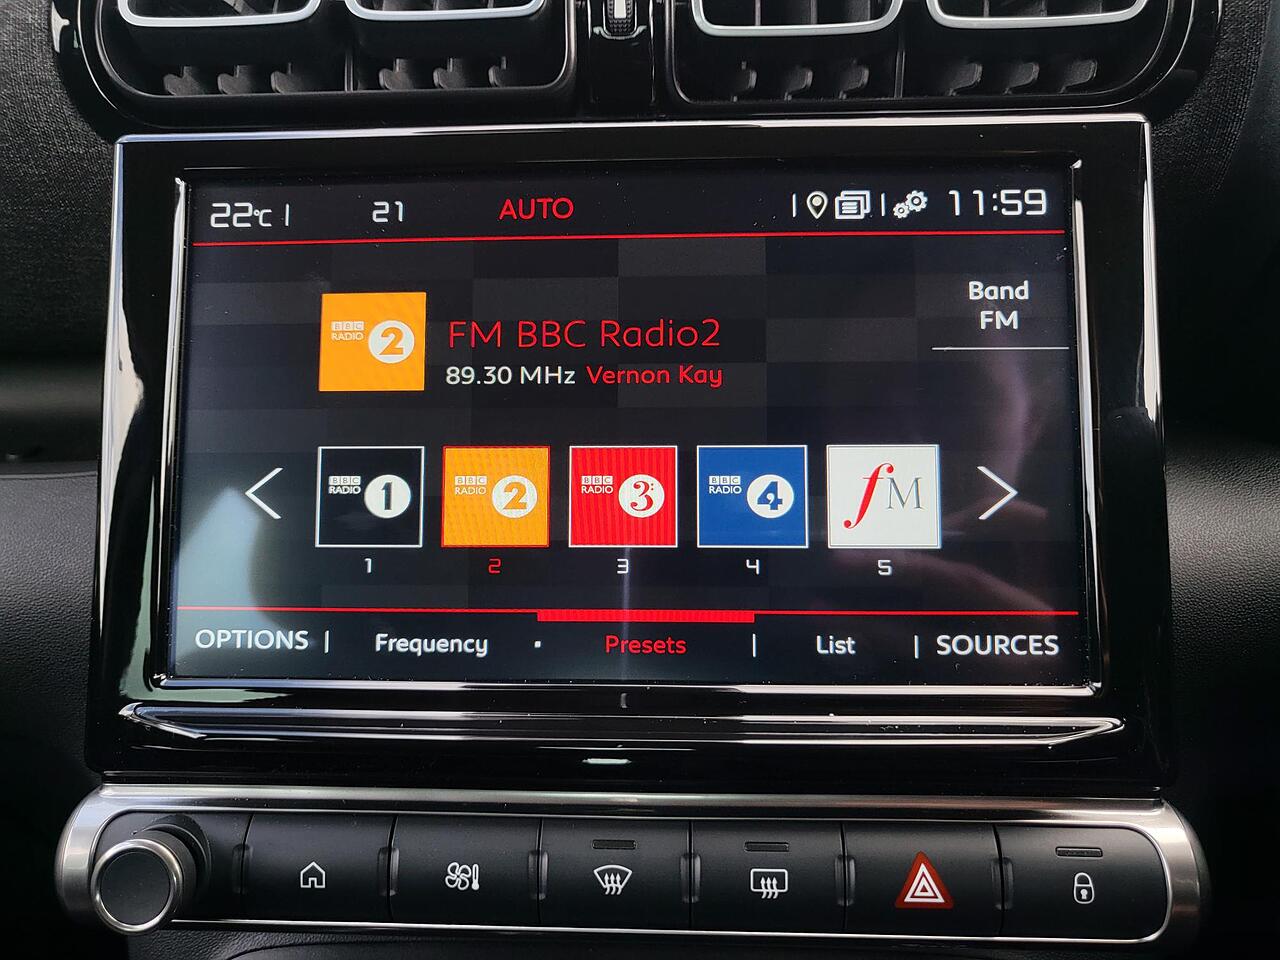 22°C | 21 AUTO 11:59
Band
FM
BBC
RADIO 2
FM BBC Radio2
89.30 MHz Vernon Kay
BBC RADIO 1
BBC RADIO 2
BBC RADIO 3
BBC RADIO 4
fM
1 2 3 4 5
OPTIONS | Frequency Presets | List | SOURCES